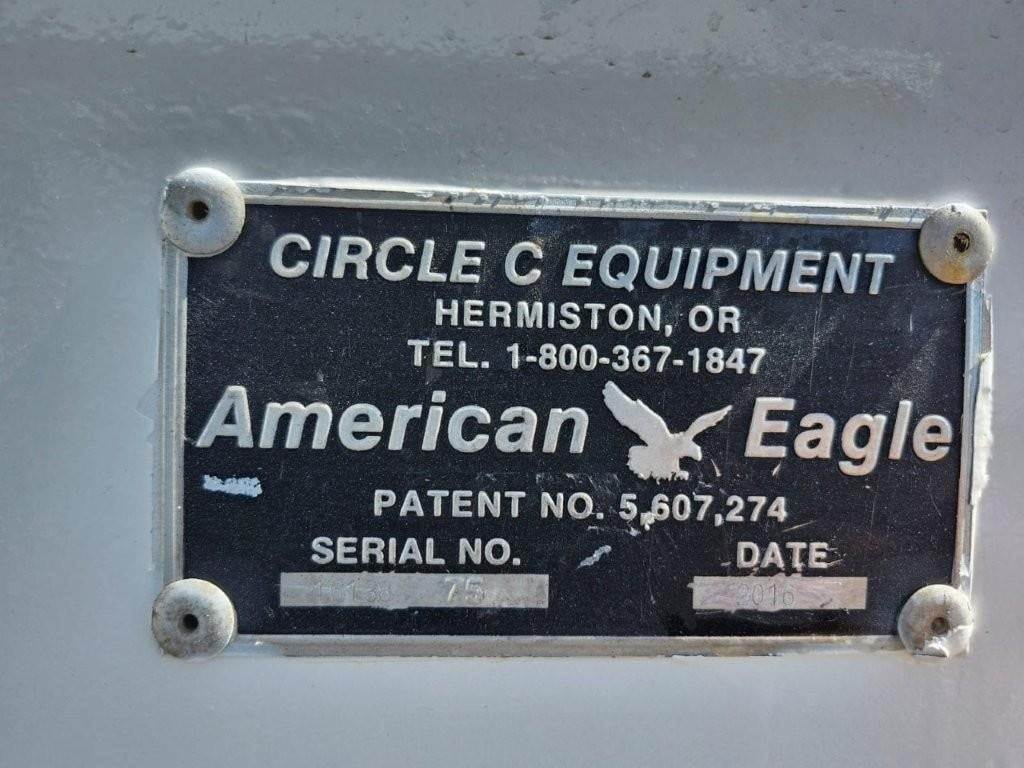 CIRCLE C EQUIPMENT
HERMISTON, OR
TEL. 1-800-367-1847
American Eagle
PATENT NO. 5,607,274
SERIAL NO. DATE
75 2016